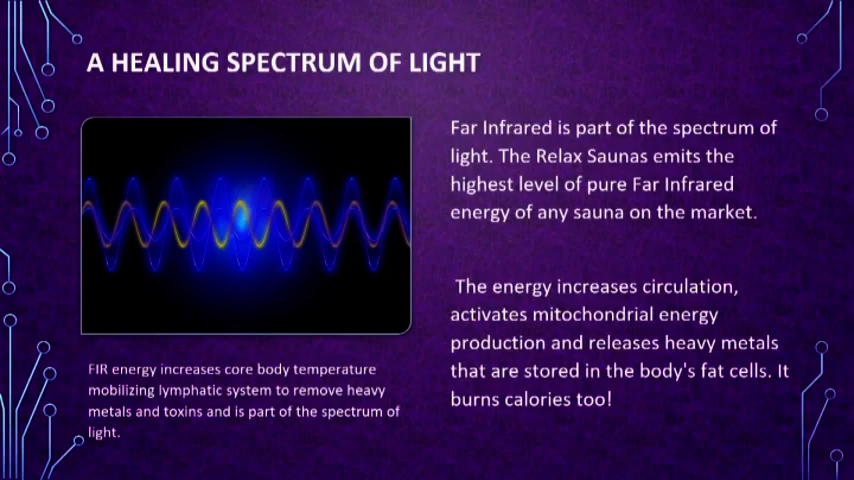 A HEALING SPECTRUM OF LIGHT
Far Infrared is part of the spectrum of
light. The Relax Saunas emits the
highest level of pure Far Infrared
energy of any sauna on the market.
The energy increases circulation,
activates mitochondrial energy
production and releases heavy metals
that are stored in the body's fat cells. It
burns calories too!
FIR energy increases core body temperature
mobilizing lymphatic system to remove heavy
metals and toxins and is part of the spectrum of
light.